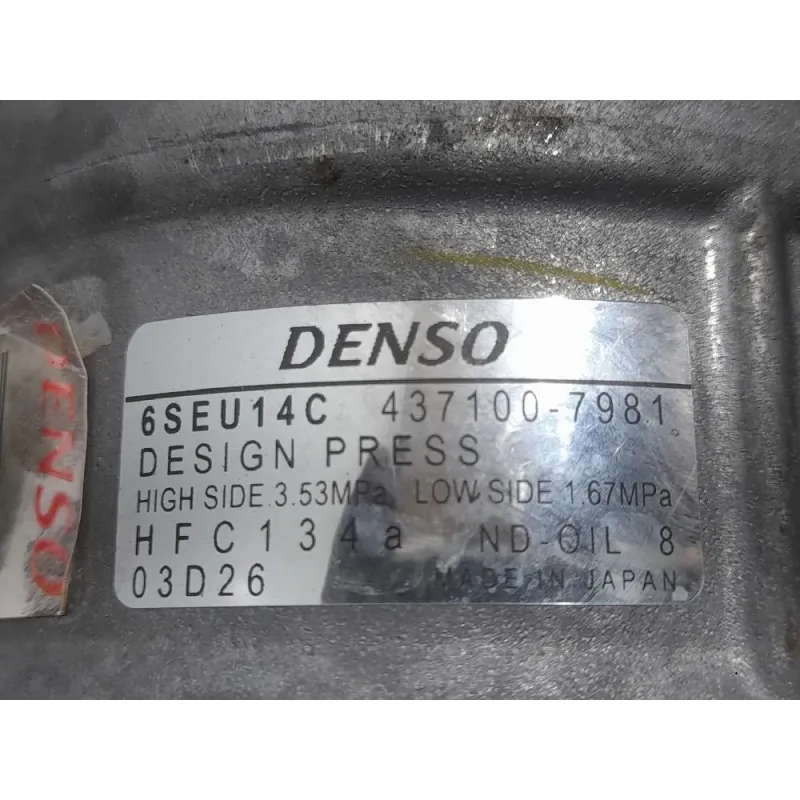 DENSO
6SEU14C 437100-7981
DESIGN PRESS
HIGH SIDE 3.53MPa LOW SIDE 1.67MPa
HFC134a ND-OIL 8
03D26 MADE IN JAPAN
DENSO